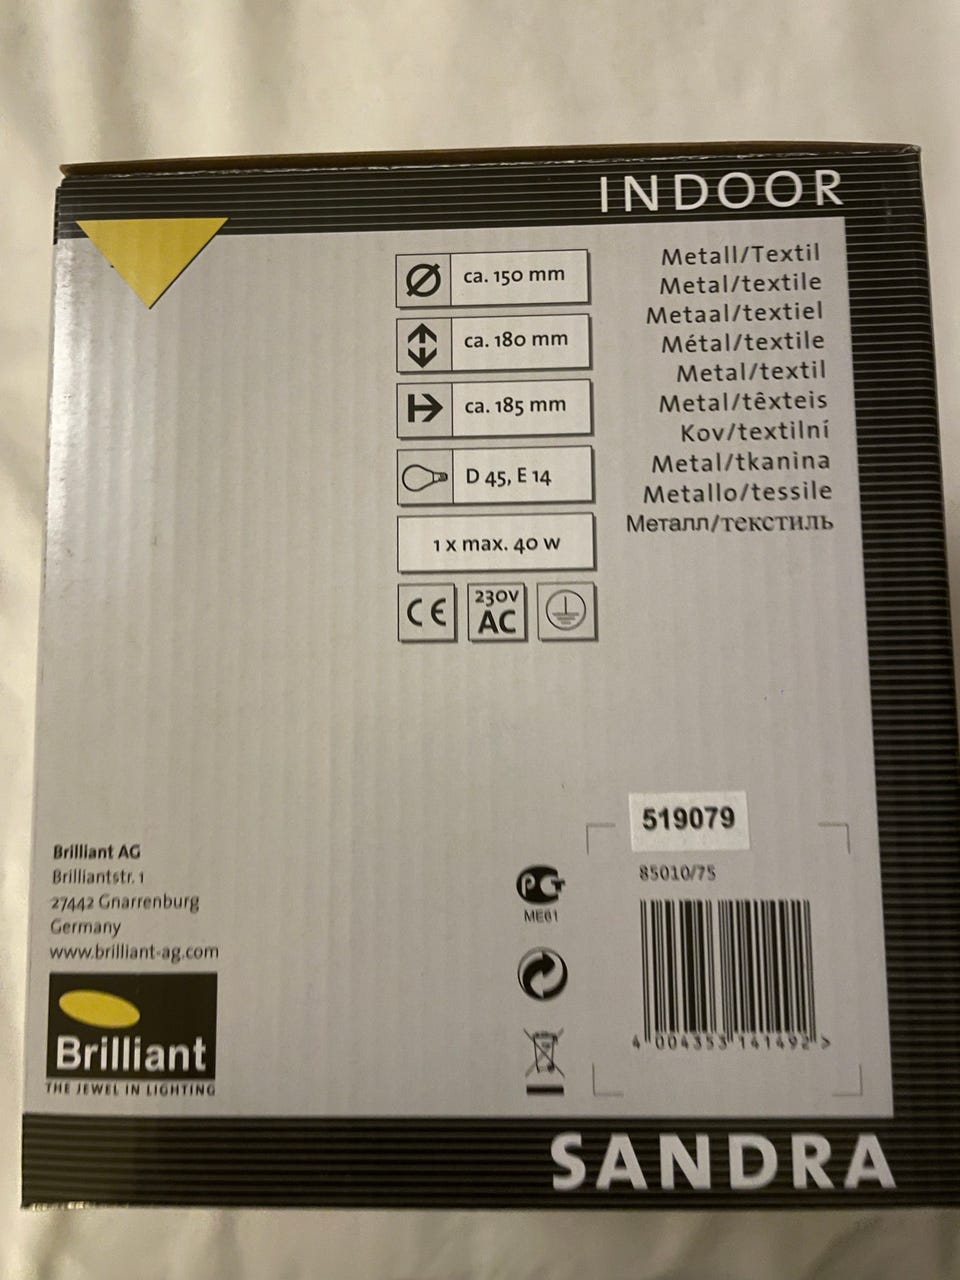 INDOOR
ca. 150 mm
ca. 180 mm
ca. 185 mm
D 45, E 14
1 x max. 40 W
CE
230V
AC
Metall/Textil
Metal/textile
Metaal/textiel
Métal/textile
Metal/textil
Metal/têxteis
Kov/textilní
Metal/tkanina
Metallo/tessile
Металл/текстиль
Brilliant AG
Brilliantstr. 1
27442 Gnarrenburg
Germany
www.brilliant-ag.com
Brilliant
THE JEWEL IN LIGHTING
РСТ
ME61
519079
85010/75
4 004353 141492 >
SANDRA